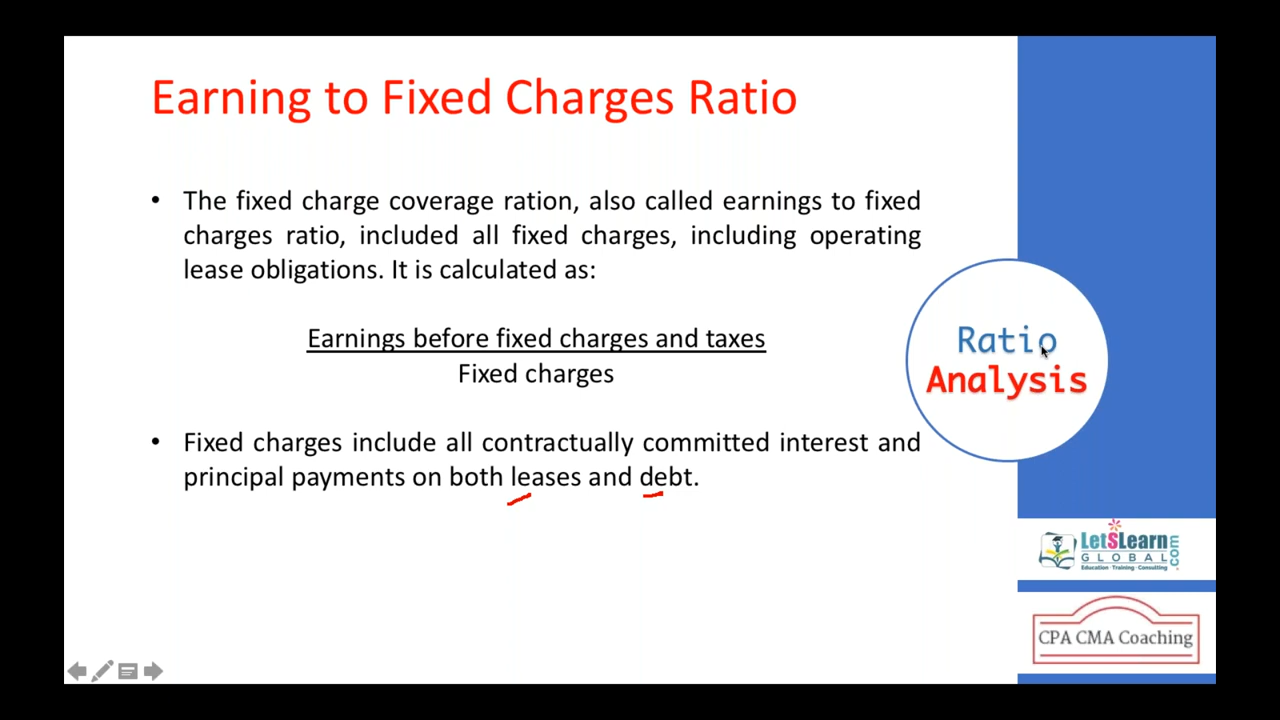 Earning to Fixed Charges Ratio
• The fixed charge coverage ration, also called earnings to fixed
charges ratio, included all fixed charges, including operating
lease obligations. It is calculated as:
Earnings before fixed charges and taxes
Fixed charges
• Fixed charges include all contractually committed interest and
principal payments on both leases and debt.
Ratio
Analysis
LetSLearn
GLOBAL
.com
Education · Training · Consulting
CPA CMA Coaching